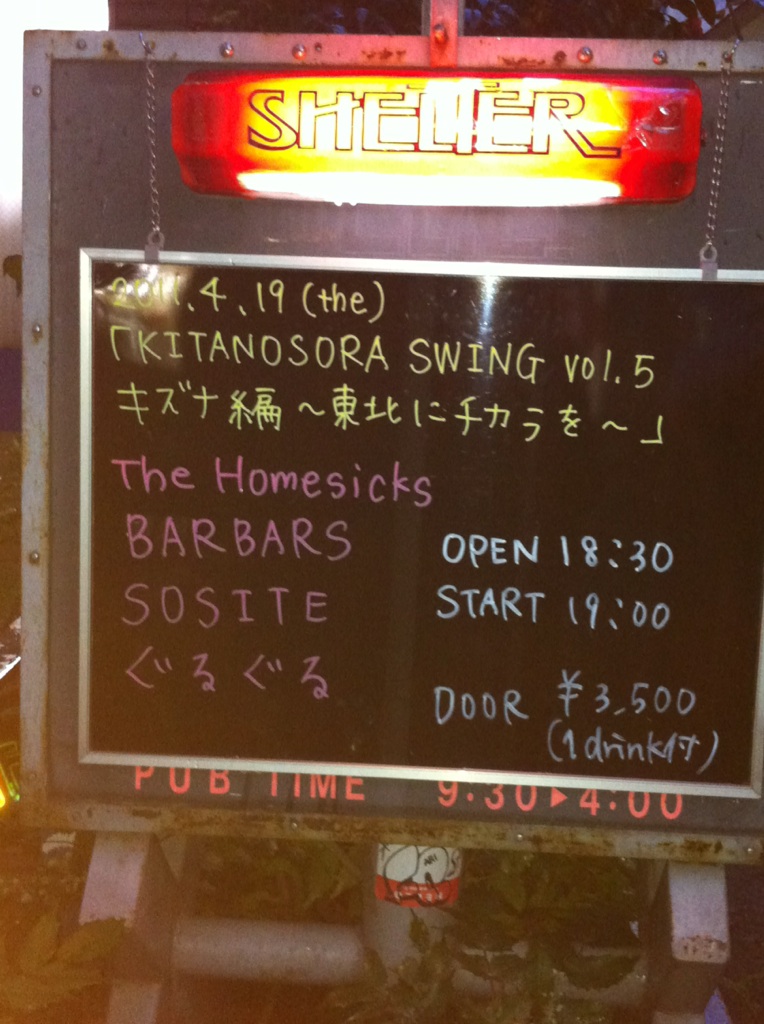 SHELTER
2011.4.19 (the)
「KITANOSORA SWING vol.5
キズナ編 ~東北にチカラを~」
The Homesicks
BARBARS
SOSITE
ぐるぐる
OPEN 18:30
START 19:00
DOOR ¥3,500
(1drink付)
PUB TIME 9:30▶4:00